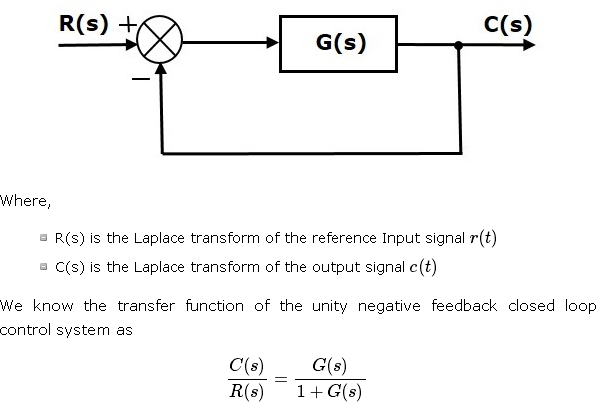 R(s) + C(s)
G(s)
−
Where,
R(s) is the Laplace transform of the reference Input signal r(t)
C(s) is the Laplace transform of the output signal c(t)
We know the transfer function of the unity negative feedback closed loop
control system as
C(s)/R(s) = G(s)/1 + G(s)